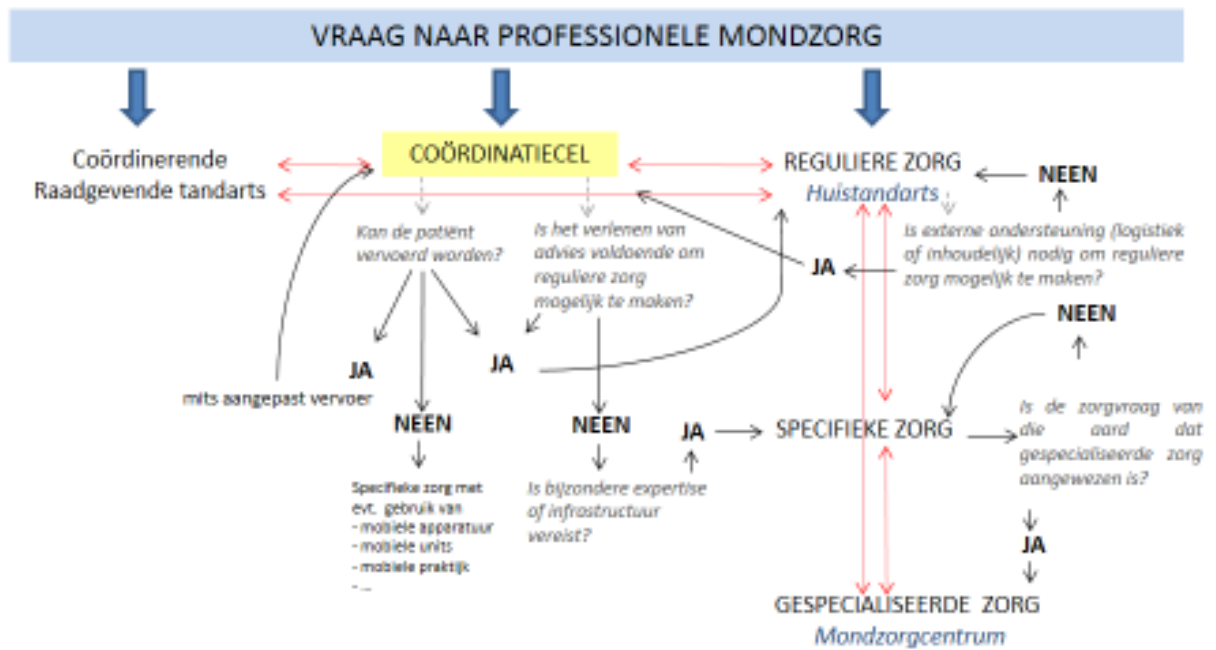 VRAAG NAAR PROFESSIONELE MONDZORG
Coördinerende
Raadgevende tandarts
COÖRDINATIECEL
REGULIERE ZORG
Huistandarts
NEEN
Kan de patiënt
vervoerd worden?
Is het verlenen van
advies voldoende om
reguliere zorg
mogelijk te maken?
Is externe ondersteuning (logistiek
of inhoudelijk) nodig om reguliere
zorg mogelijk te maken?
JA
NEEN
JA
mits aangepast vervoer
JA
NEEN
NEEN
JA
SPECIFIEKE ZORG
Is de zorgvraag van
die aard dat
gespecialiseerde zorg
aangewezen is?
Specifieke zorg met
evt. gebruik van
- mobiele apparatuur
- mobiele units
- mobiele praktijk
- ...
Is bijzondere expertise
of infrastructuur
vereist?
JA
GESPECIALISEERDE ZORG
Mondzorgcentrum